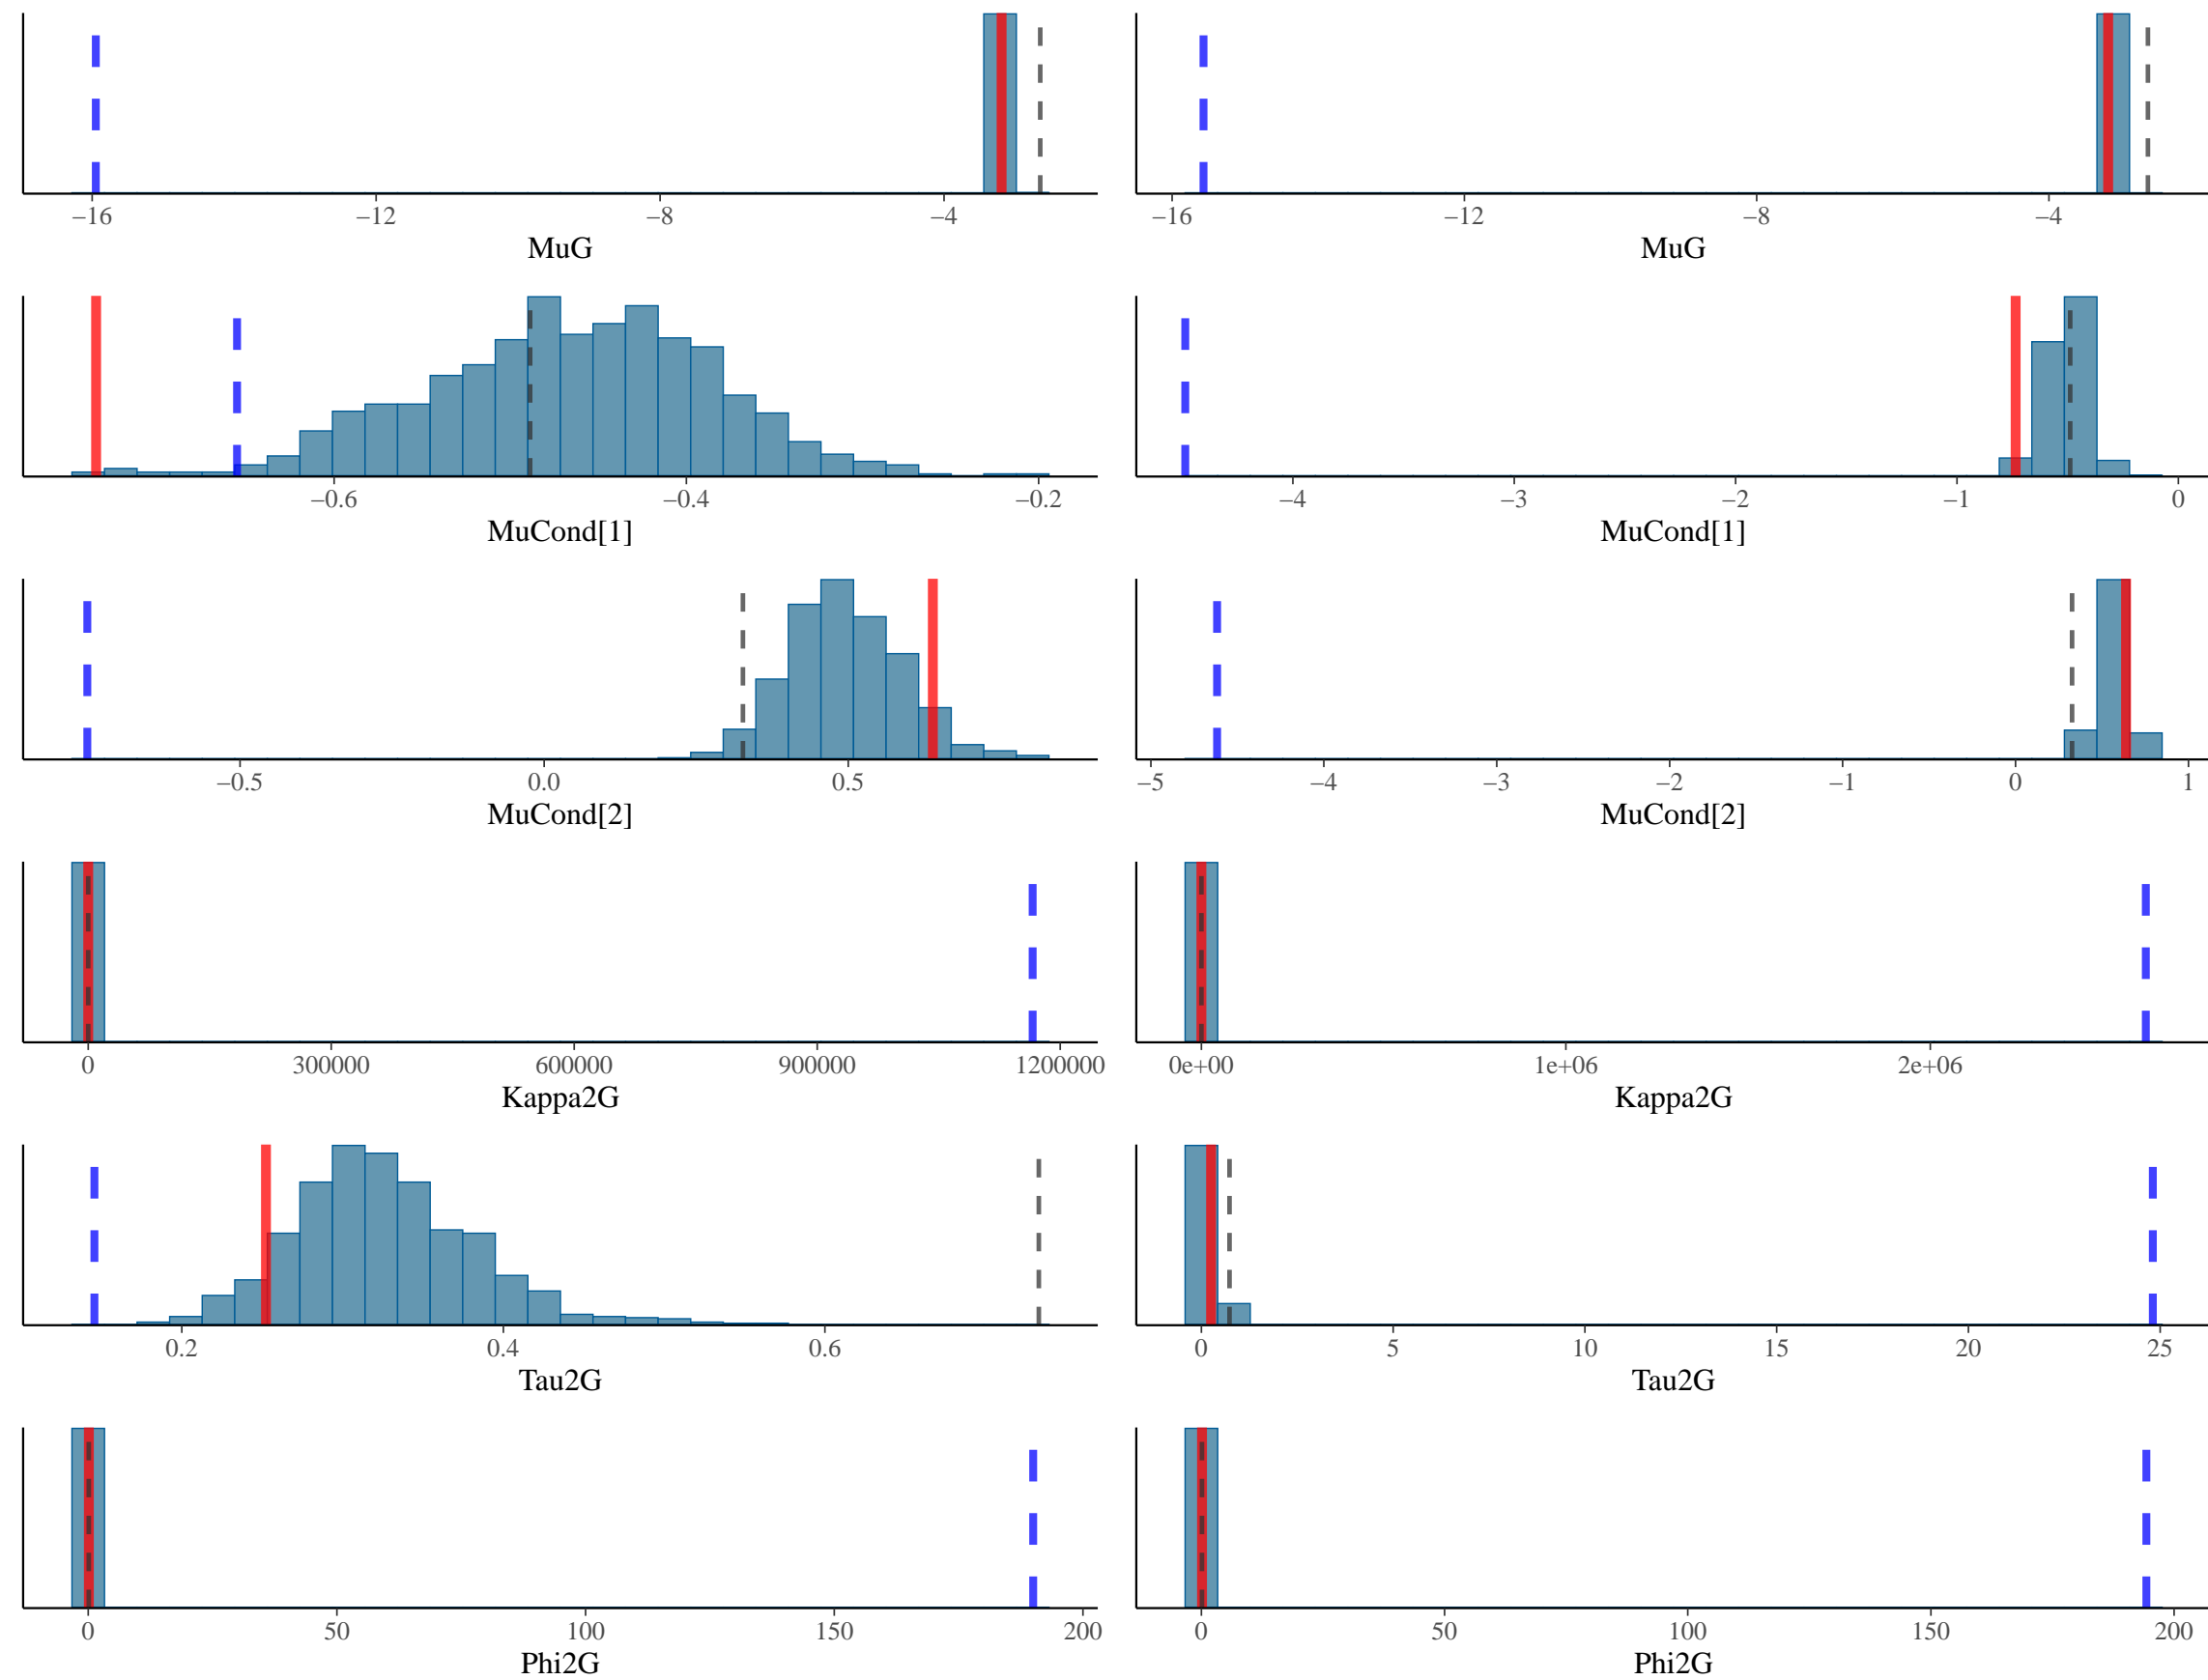 −16 −12 −8 −4 −16 −12 −8 −4
MuG MuG
−0.6 −0.4 −0.2 −4 −3 −2 −1 0
MuCond[1] MuCond[1]
−0.5 0.0 0.5 −5 −4 −3 −2 −1 0 1
MuCond[2] MuCond[2]
0 300000 600000 900000 1200000 0e+00 1e+06 2e+06
Kappa2G Kappa2G
0.2 0.4 0.6 0 5 10 15 20 25
Tau2G Tau2G
0 50 100 150 200 0 50 100 150 200
Phi2G Phi2G